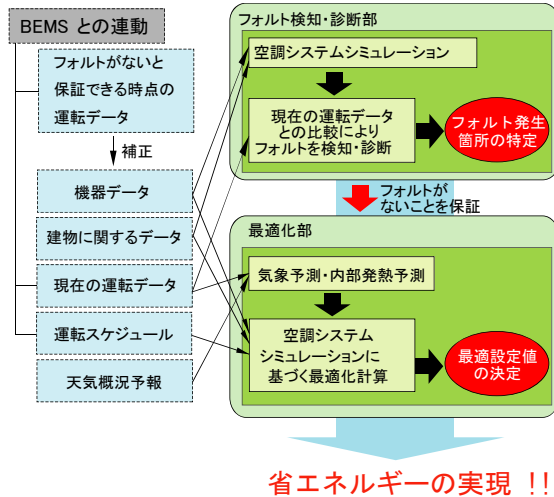 BEMS との連動
フォルトがないと
保証できる時点の
運転データ
補正
機器データ
建物に関するデータ
現在の運転データ
運転スケジュール
天気概況予報
フォルト検知・診断部
空調システムシミュレーション
現在の運転データ
との比較により
フォルトを検知・診断
フォルト発生
箇所の特定
フォルトが
ないことを保証
最適化部
気象予測・内部発熱予測
空調システム
シミュレーションに
基づく最適化計算
最適設定値
の決定
省エネルギーの実現 !!